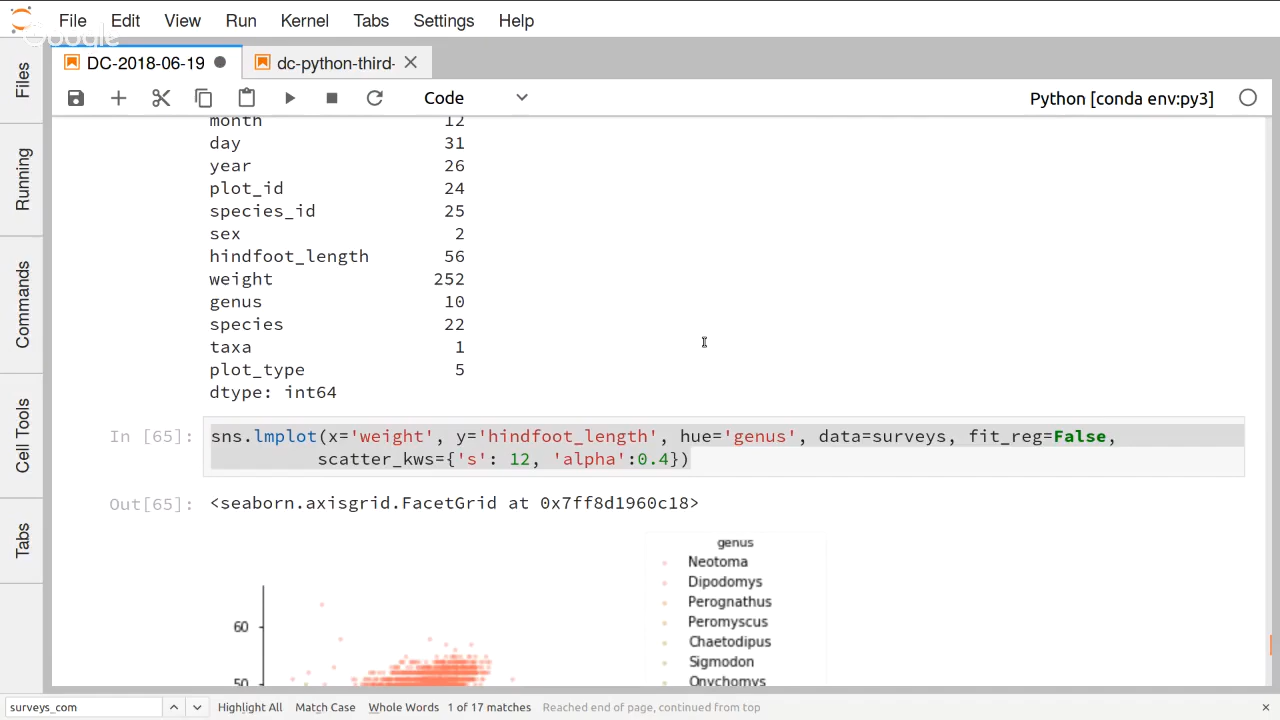 File Edit View Run Kernel Tabs Settings Help
Google
DC-2018-06-19 dc-python-third-
Code Python [conda env:py3]
Files
Running
Commands
Cell Tools
Tabs
month 12
day 31
year 26
plot_id 24
species_id 25
sex 2
hindfoot_length 56
weight 252
genus 10
species 22
taxa 1
plot_type 5
dtype: int64
In [65]: sns.lmplot(x='weight', y='hindfoot_length', hue='genus', data=surveys, fit_reg=False,
scatter_kws={'s': 12, 'alpha':0.4})
Out[65]: <seaborn.axisgrid.FacetGrid at 0x7ff8d1960c18>
genus
Neotoma
Dipodomys
Perognathus
Peromyscus
Chaetodipus
Sigmodon
Onychomys
60
50
surveys_com Highlight All Match Case Whole Words 1 of 17 matches Reached end of page, continued from top